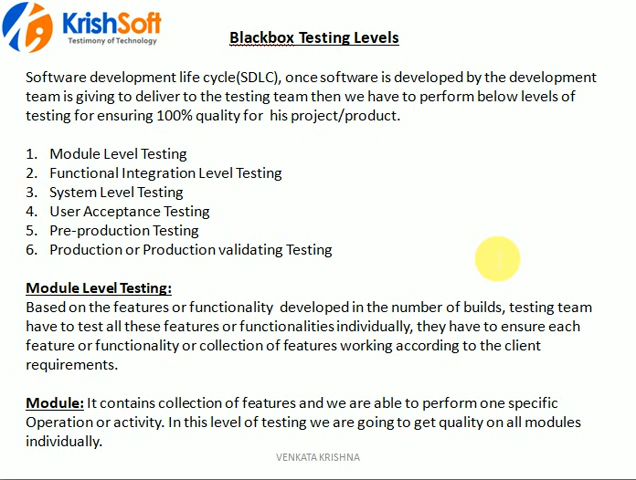 KrishSoft
Testimony of Technology
Blackbox Testing Levels
Software development life cycle(SDLC), once software is developed by the development
team is giving to deliver to the testing team then we have to perform below levels of
testing for ensuring 100% quality for his project/product.
1. Module Level Testing
2. Functional Integration Level Testing
3. System Level Testing
4. User Acceptance Testing
5. Pre-production Testing
6. Production or Production validating Testing
Module Level Testing:
Based on the features or functionality developed in the number of builds, testing team
have to test all these features or functionalities individually, they have to ensure each
feature or functionality or collection of features working according to the client
requirements.
Module: It contains collection of features and we are able to perform one specific
Operation or activity. In this level of testing we are going to get quality on all modules
individually.
VENKATA KRISHNA